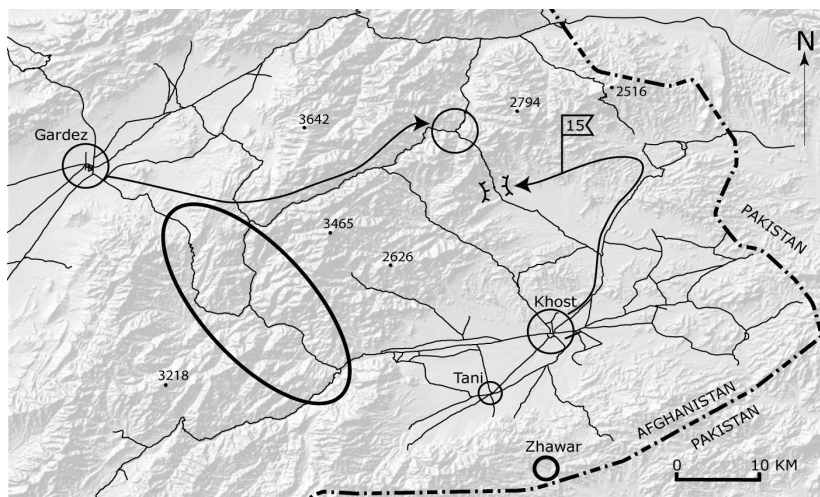 N
2516
3642
2794
15
Gardez
PAKISTAN
3465
2626
Khost
3218
Tani
AFGHANISTAN
PAKISTAN
Zhawar
0 10 KM